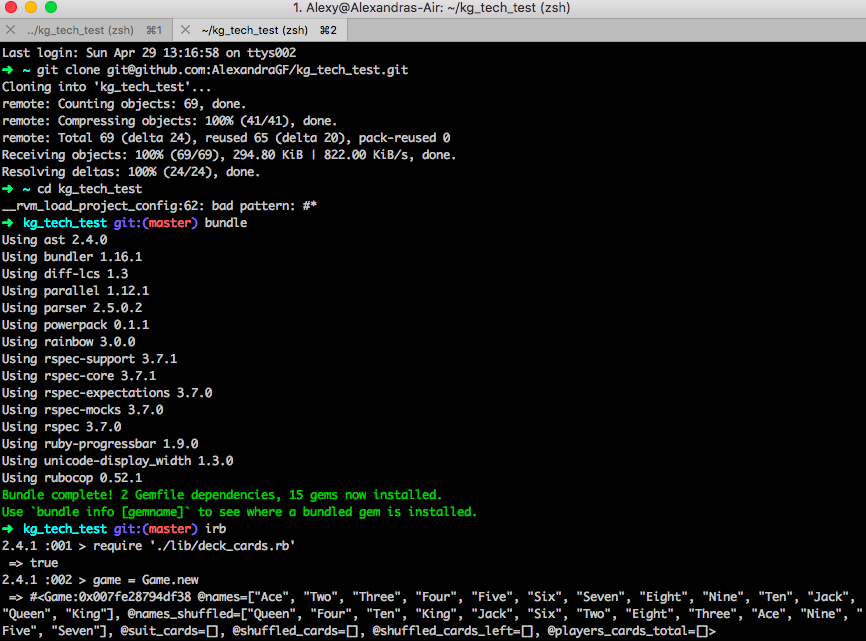 1. Alexy@Alexandras-Air: ~/kg_tech_test (zsh)
../kg_tech_test (zsh) ⌘1 ~/kg_tech_test (zsh) ⌘2
Last login: Sun Apr 29 13:16:58 on ttys002
➜ ~ git clone git@github.com:AlexandraGF/kg_tech_test.git
Cloning into 'kg_tech_test'...
remote: Counting objects: 69, done.
remote: Compressing objects: 100% (41/41), done.
remote: Total 69 (delta 24), reused 65 (delta 20), pack-reused 0
Receiving objects: 100% (69/69), 294.80 KiB | 822.00 KiB/s, done.
Resolving deltas: 100% (24/24), done.
➜ ~ cd kg_tech_test
__rvm_load_project_config:62: bad pattern: #*
➜ kg_tech_test git:(master) bundle
Using ast 2.4.0
Using bundler 1.16.1
Using diff-lcs 1.3
Using parallel 1.12.1
Using parser 2.5.0.2
Using powerpack 0.1.1
Using rainbow 3.0.0
Using rspec-support 3.7.1
Using rspec-core 3.7.1
Using rspec-expectations 3.7.0
Using rspec-mocks 3.7.0
Using rspec 3.7.0
Using ruby-progressbar 1.9.0
Using unicode-display_width 1.3.0
Using rubocop 0.52.1
Bundle complete! 2 Gemfile dependencies, 15 gems now installed.
Use `bundle info [gemname]` to see where a bundled gem is installed.
➜ kg_tech_test git:(master) irb
2.4.1 :001 > require './lib/deck_cards.rb'
 => true
2.4.1 :002 > game = Game.new
 => #<Game:0x007fe28794df38 @names=["Ace", "Two", "Three", "Four", "Five", "Six", "Seven", "Eight", "Nine", "Ten", "Jack",
"Queen", "King"], @names_shuffled=["Queen", "Four", "Ten", "King", "Jack", "Six", "Two", "Eight", "Three", "Ace", "Nine", "
Five", "Seven"], @suit_cards=[], @shuffled_cards=[], @shuffled_cards_left=[], @players_cards_total=[]>